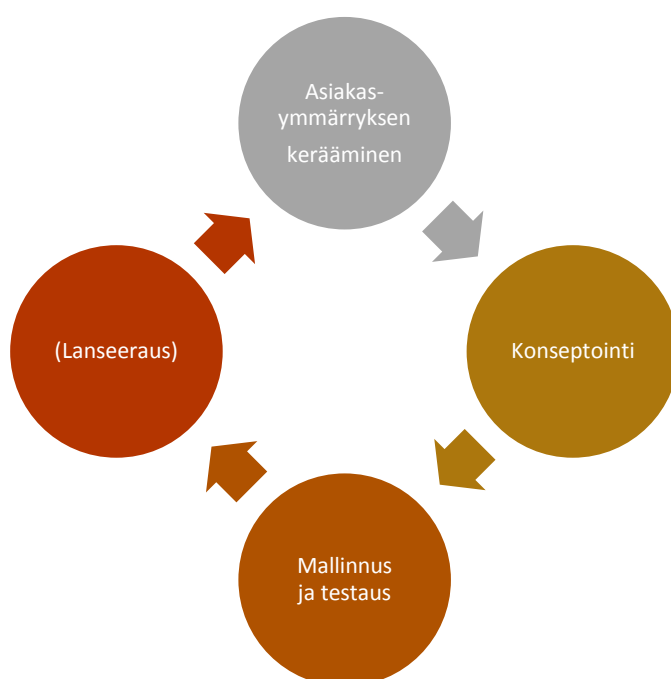 Asiakas-
ymmärryksen
kerääminen
(Lanseeraus)
Konseptointi
Mallinnus
ja testaus